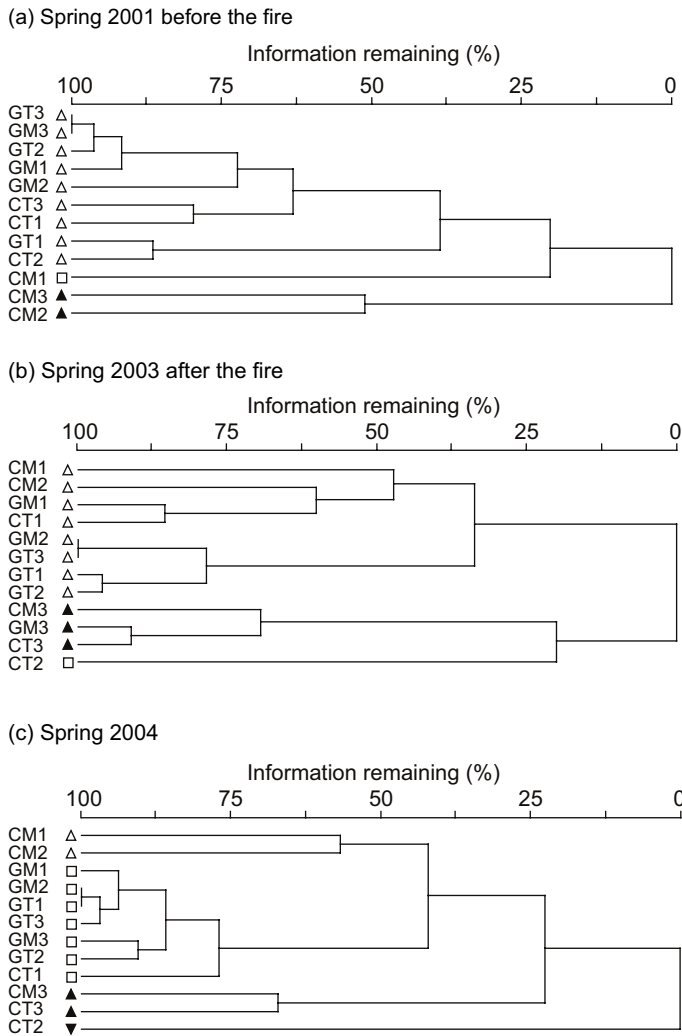 (a) Spring 2001 before the fire
Information remaining (%)
100 75 50 25 0
GT3
GM3
GT2
GM1
GM2
CT3
CT1
GT1
CT2
CM1
CM3
CM2
(b) Spring 2003 after the fire
Information remaining (%)
100 75 50 25 0
CM1
CM2
GM1
CT1
GM2
GT3
GT1
GT2
CM3
GM3
CT3
CT2
(c) Spring 2004
Information remaining (%)
100 75 50 25 0
CM1
CM2
GM1
GM2
GT1
GT3
GM3
GT2
CT1
CM3
CT3
CT2